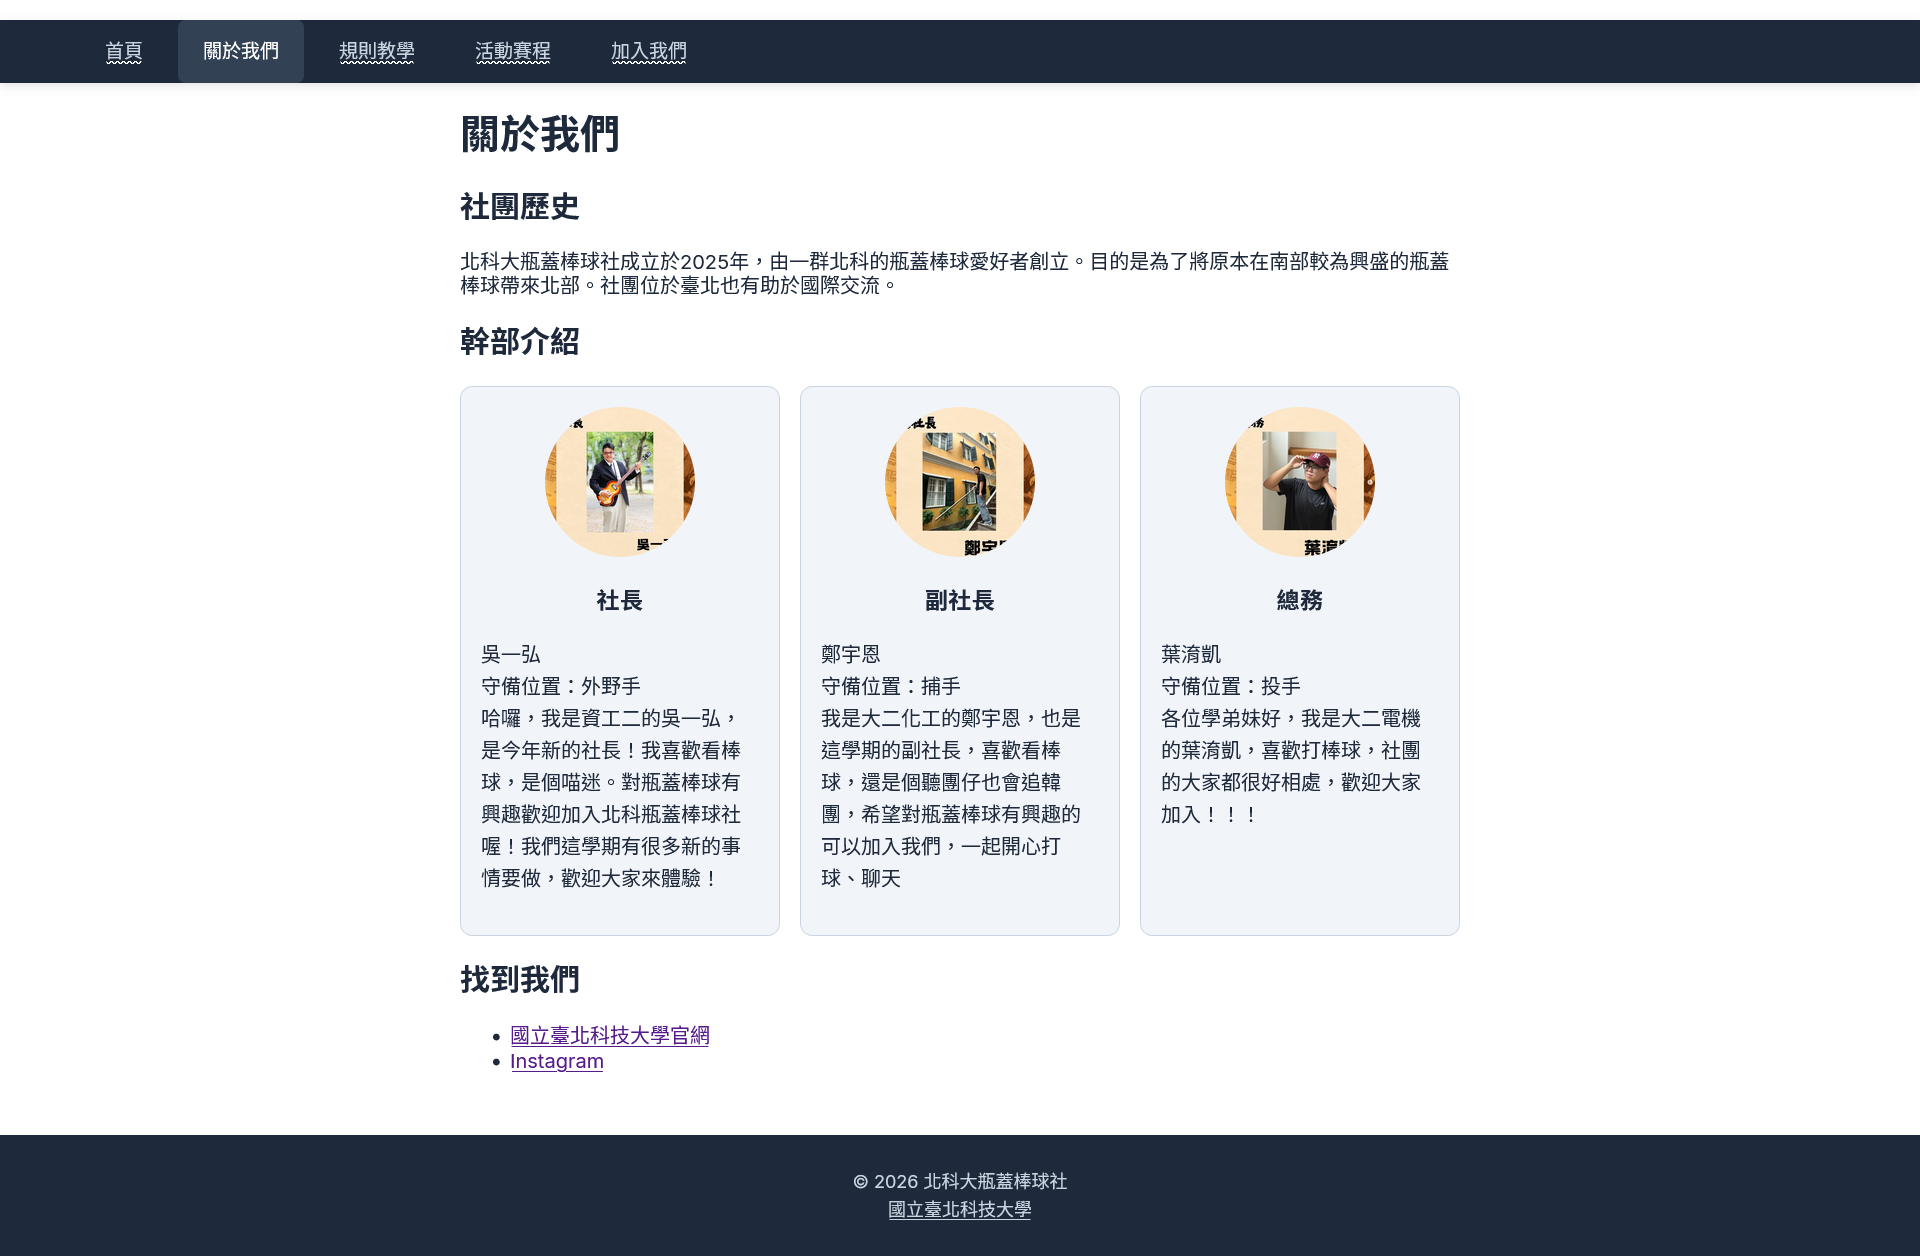 首頁 關於我們 規則教學 活動賽程 加入我們
關於我們
社團歷史
北科大瓶蓋棒球社成立於2025年，由一群北科的瓶蓋棒球愛好者創立。目的是為了將原本在南部較為興盛的瓶蓋
棒球帶來北部。社團位於臺北也有助於國際交流。
幹部介紹
吳一
社長
鄭宇
葉淯
社長
吳一弘
守備位置：外野手
哈囉，我是資工二的吳一弘，
是今年新的社長！我喜歡看棒
球，是個喵迷。對瓶蓋棒球有
興趣歡迎加入北科瓶蓋棒球社
喔！我們這學期有很多新的事
情要做，歡迎大家來體驗！
副社長
鄭宇恩
守備位置：捕手
我是大二化工的鄭宇恩，也是
這學期的副社長，喜歡看棒
球，還是個聽團仔也會追韓
團，希望對瓶蓋棒球有興趣的
可以加入我們，一起開心打
球、聊天
總務
葉淯凱
守備位置：投手
各位學弟妹好，我是大二電機
的葉淯凱，喜歡打棒球，社團
的大家都很好相處，歡迎大家
加入！！！
找到我們
國立臺北科技大學官網
Instagram
© 2026 北科大瓶蓋棒球社
國立臺北科技大學